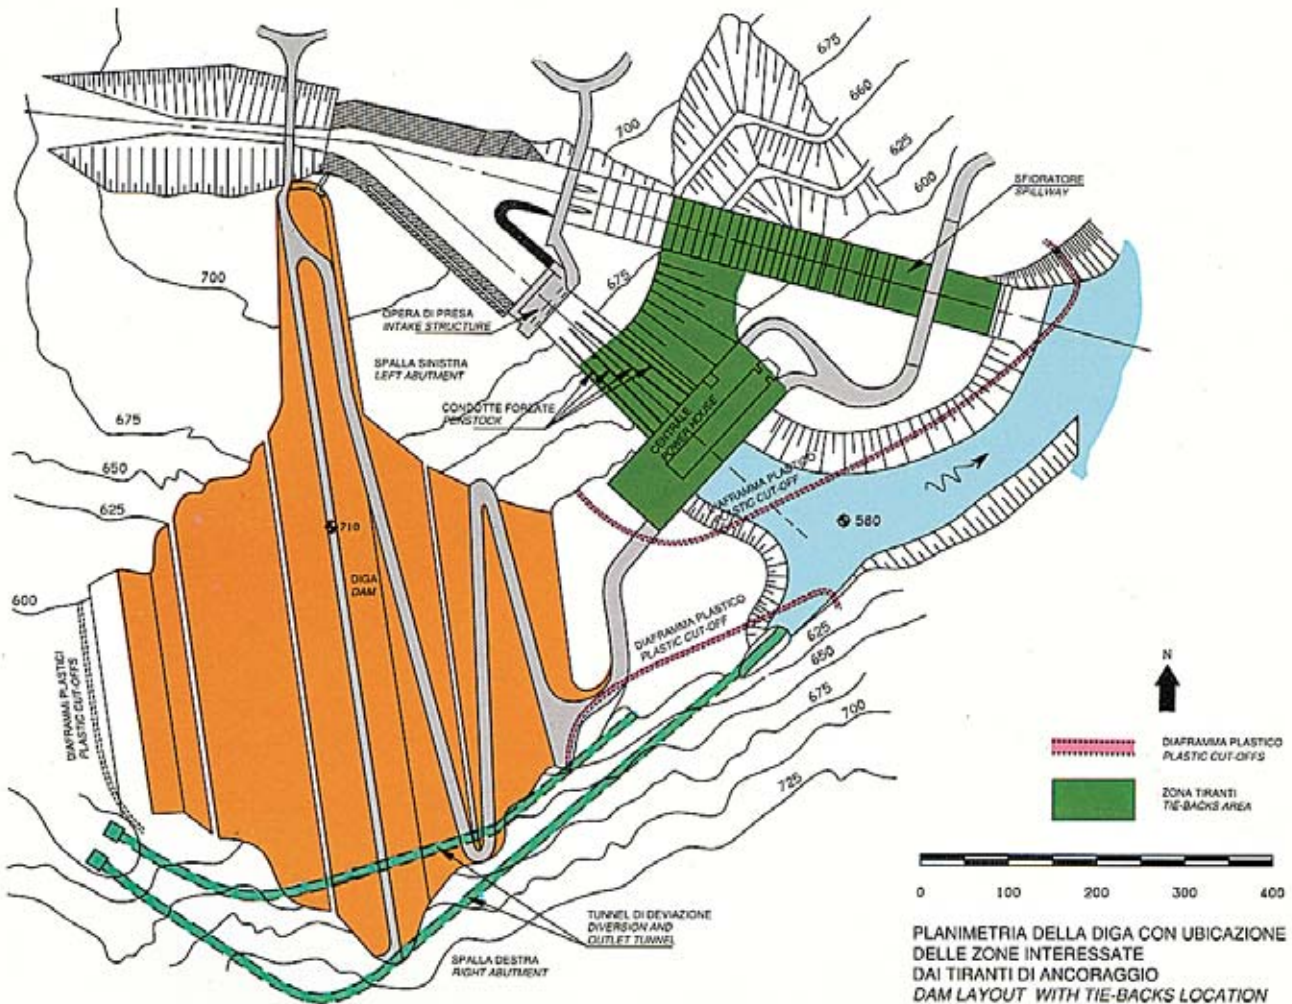 675
660
625
600
700
SFIORATORE
SPILLWAY
675
700
OPERA DI PRESA
INTAKE STRUCTURE
SPALLA SINISTRA
LEFT ABUTMENT
CONDOTTE FORZATE
PENSTOCK
CENTRALE
POWER HOUSE
675
650
625
600
DIAFRAMMA PLASTICO
PLASTIC CUT-OFF
580
710
DIGA
DAM
DIAFRAMMA PLASTICO
PLASTIC CUT-OFF
625
650
675
700
725
DIAFRAMMI PLASTICI
PLASTIC CUT-OFFS
N
DIAFRAMMA PLASTICO
PLASTIC CUT-OFFS
ZONA TIRANTI
TIE-BACKS AREA
0 100 200 300 400
TUNNEL DI DEVIAZIONE
DIVERSION AND
OUTLET TUNNEL
SPALLA DESTRA
RIGHT ABUTMENT
PLANIMETRIA DELLA DIGA CON UBICAZIONE
DELLE ZONE INTERESSATE
DAI TIRANTI DI ANCORAGGIO
DAM LAYOUT WITH TIE-BACKS LOCATION